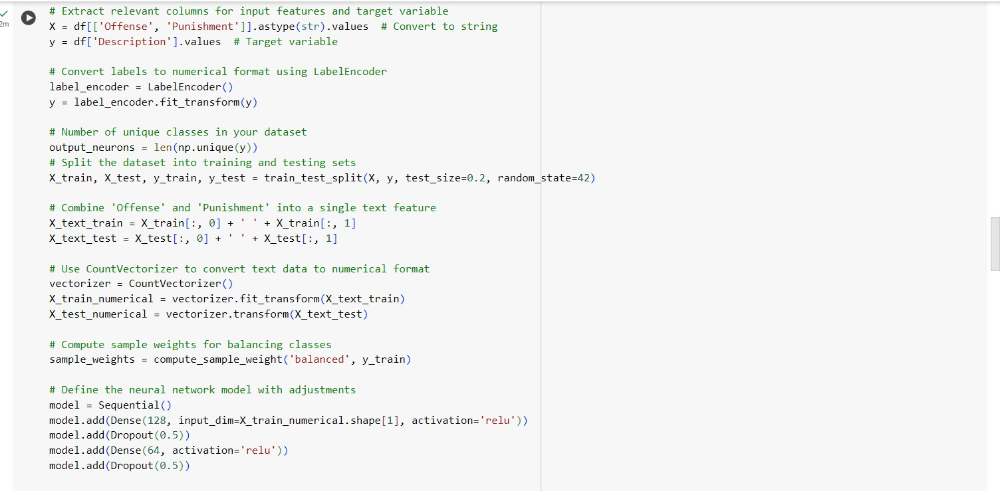 # Extract relevant columns for input features and target variable
2m
X = df[['Offense', 'Punishment']].astype(str).values  # Convert to string
y = df['Description'].values  # Target variable
# Convert labels to numerical format using LabelEncoder
label_encoder = LabelEncoder()
y = label_encoder.fit_transform(y)
# Number of unique classes in your dataset
output_neurons = len(np.unique(y))
# Split the dataset into training and testing sets
X_train, X_test, y_train, y_test = train_test_split(X, y, test_size=0.2, random_state=42)
# Combine 'Offense' and 'Punishment' into a single text feature
X_text_train = X_train[:, 0] + ' ' + X_train[:, 1]
X_text_test = X_test[:, 0] + ' ' + X_test[:, 1]
# Use CountVectorizer to convert text data to numerical format
vectorizer = CountVectorizer()
X_train_numerical = vectorizer.fit_transform(X_text_train)
X_test_numerical = vectorizer.transform(X_text_test)
# Compute sample weights for balancing classes
sample_weights = compute_sample_weight('balanced', y_train)
# Define the neural network model with adjustments
model = Sequential()
model.add(Dense(128, input_dim=X_train_numerical.shape[1], activation='relu'))
model.add(Dropout(0.5))
model.add(Dense(64, activation='relu'))
model.add(Dropout(0.5))